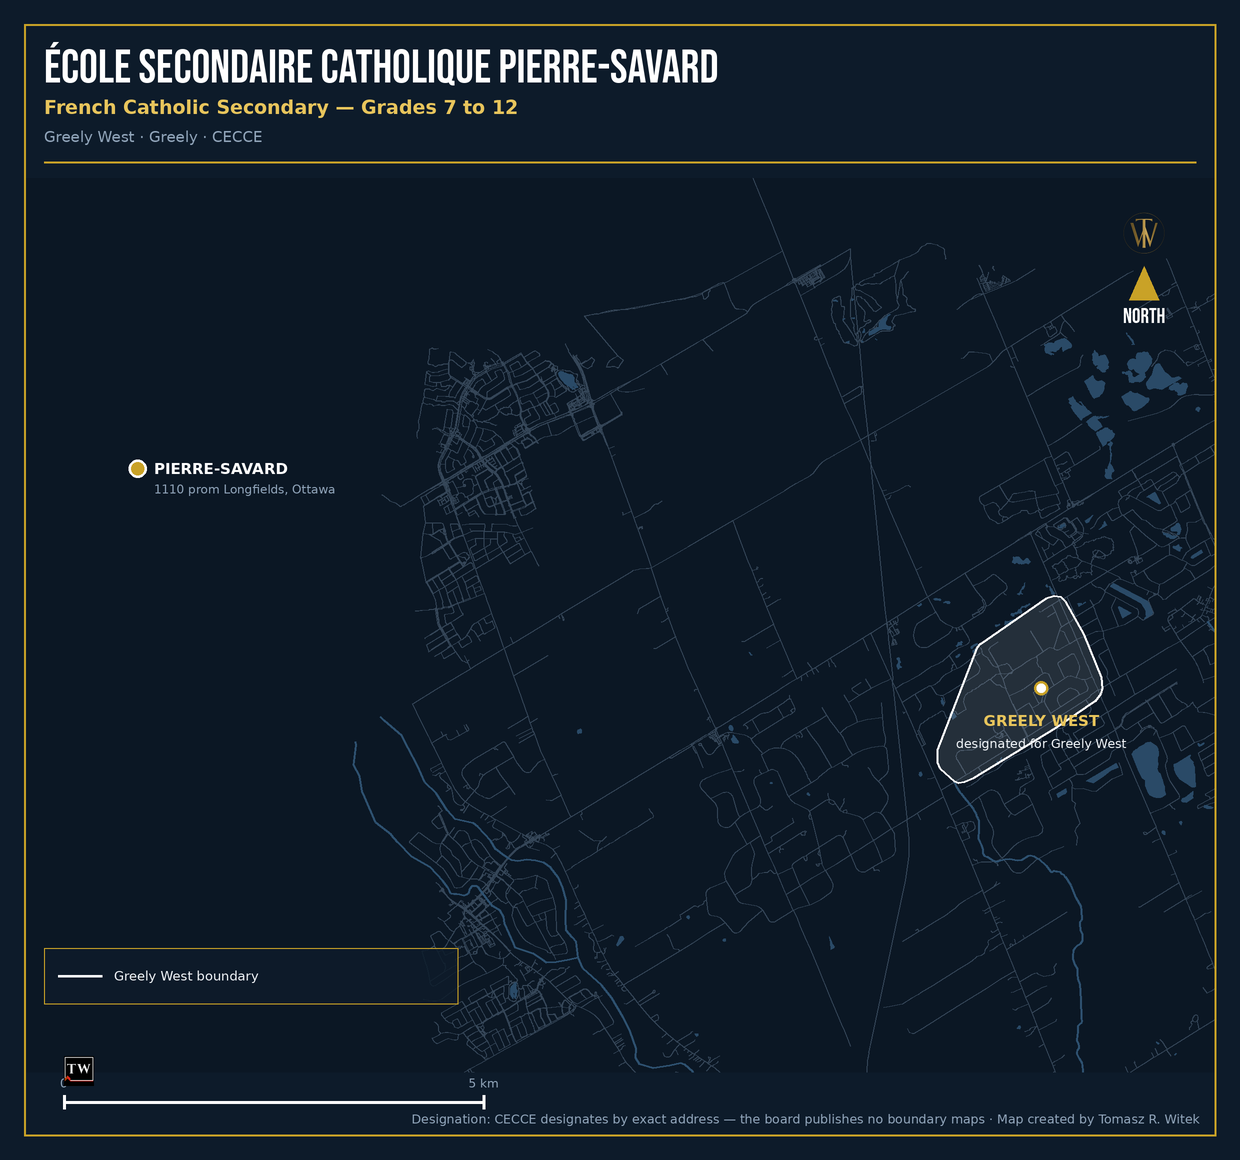 ÉCOLE SECONDAIRE CATHOLIQUE PIERRE-SAVARD
French Catholic Secondary — Grades 7 to 12
Greely West · Greely · CECCE
TW
NORTH
PIERRE-SAVARD
1110 prom Longfields, Ottawa
GREELY WEST
designated for Greely West
Greely West boundary
TW
0
5 km
Designation: CECCE designates by exact address — the board publishes no boundary maps · Map created by Tomasz R. Witek